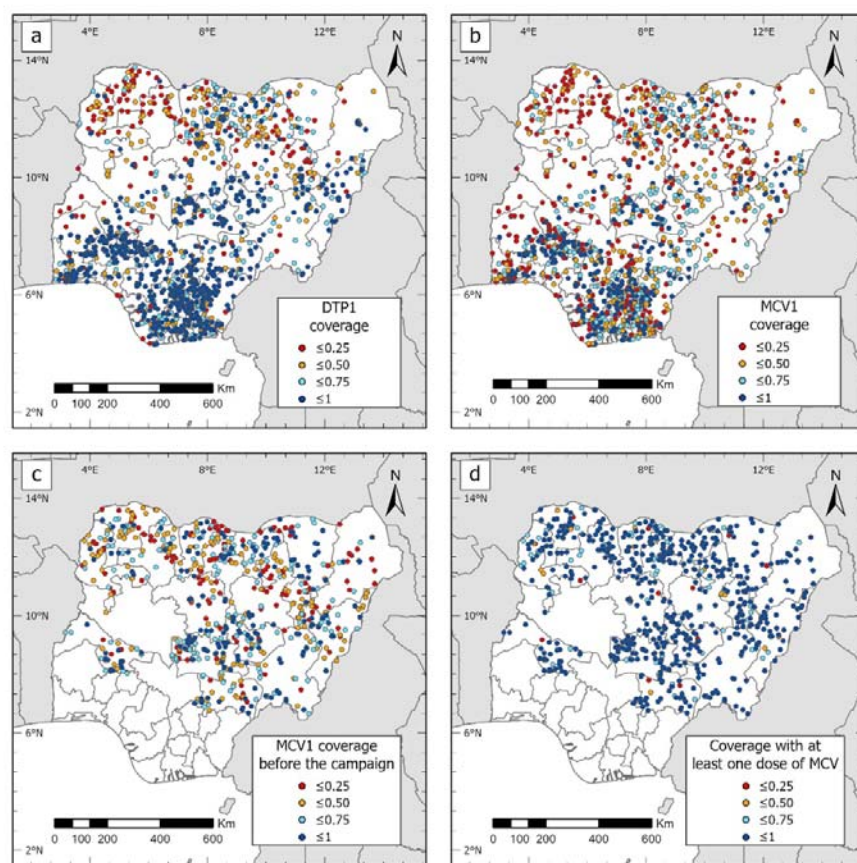 a
4°E 8°E 12°E
N
14°N
10°N
6°N
2°N
DTP1
coverage
≤0.25
≤0.50
≤0.75
≤1
Km
0 100 200 400 600
b
4°E 8°E 12°E
N
14°N
10°N
6°N
2°N
MCV1
coverage
≤0.25
≤0.50
≤0.75
≤1
Km
0 100 200 400 600
c
4°E 8°E 12°E
N
14°N
10°N
6°N
2°N
MCV1 coverage
before the campaign
≤0.25
≤0.50
≤0.75
≤1
Km
0 100 200 400 600
d
4°E 8°E 12°E
N
14°N
10°N
6°N
2°N
Coverage with at
least one dose of MCV
≤0.25
≤0.50
≤0.75
≤1
Km
0 100 200 400 600